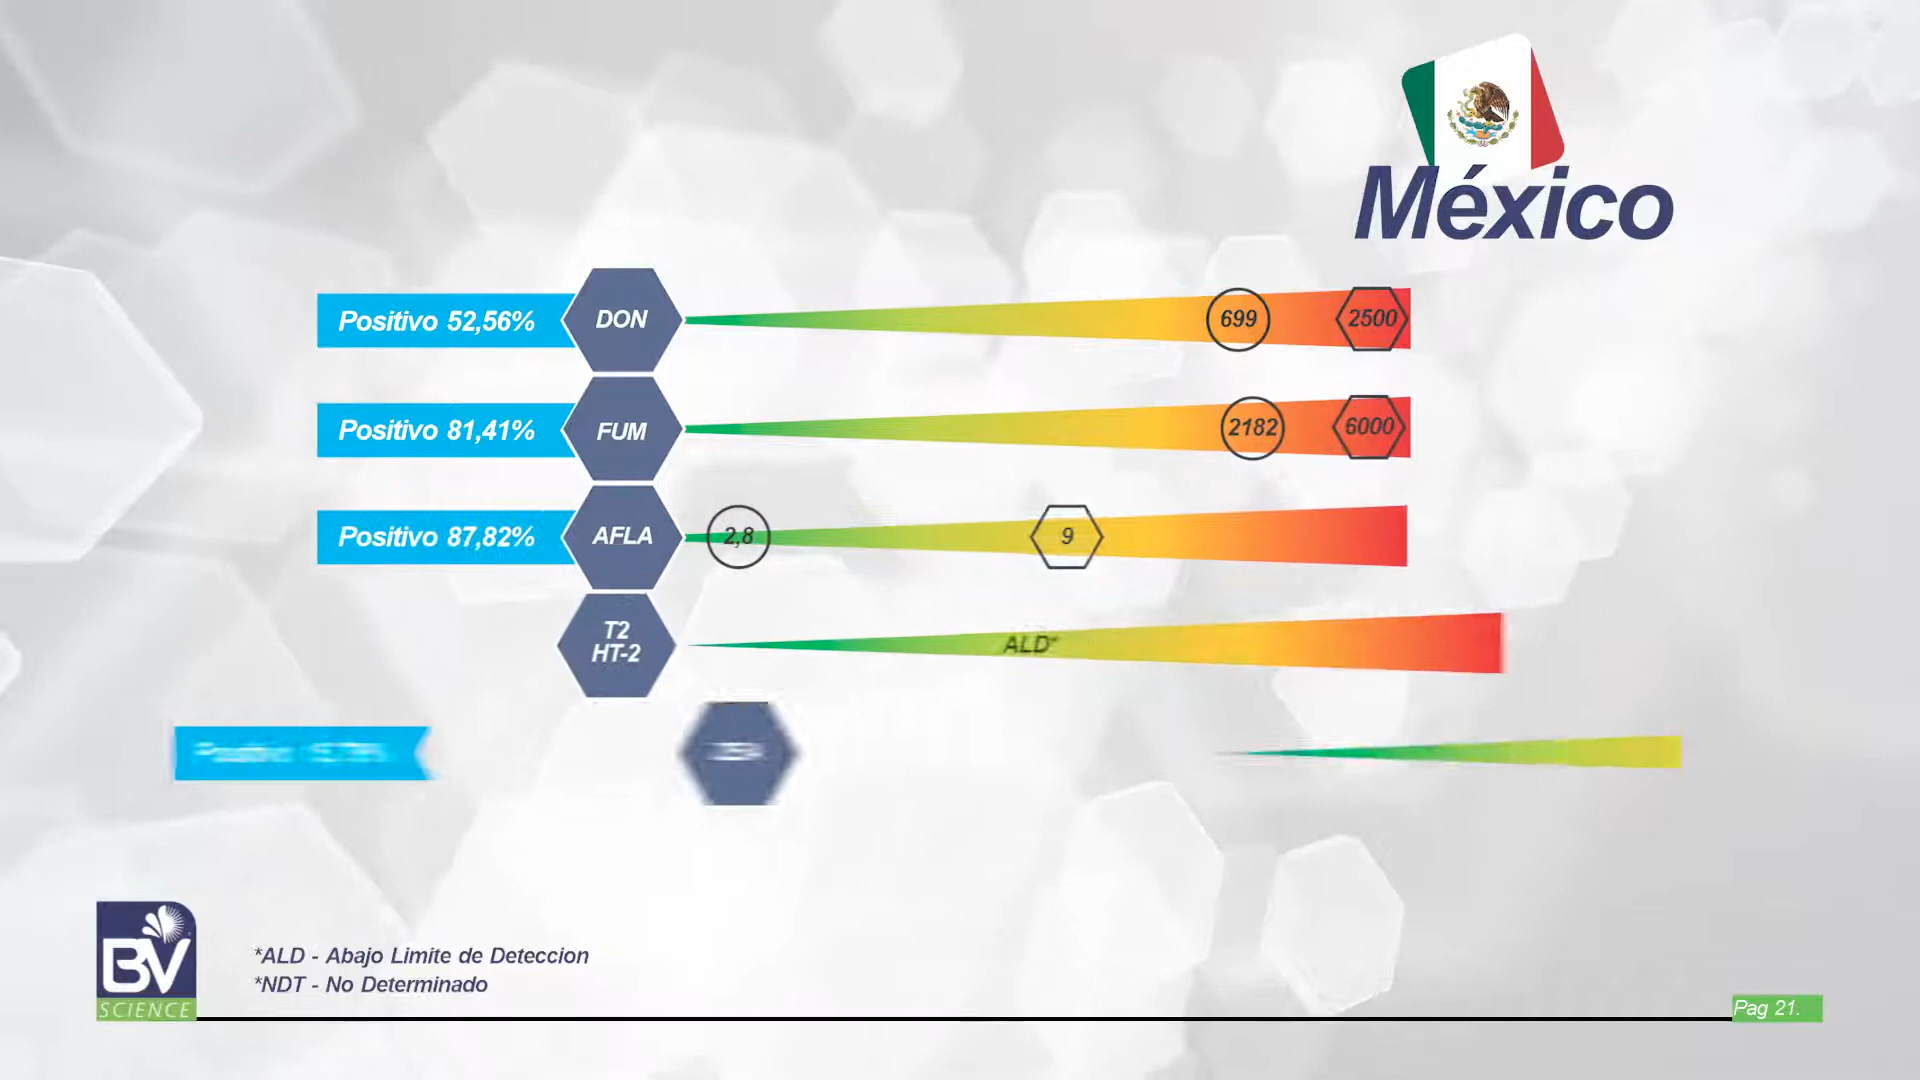 México
Positivo 52,56% DON 699 2500
Positivo 81,41% FUM 2182 6000
Positivo 87,82% AFLA 2,8 9
T2
HT-2
ALD*
Positivo
BV
SCIENCE
*ALD - Abajo Limite de Deteccion
*NDT - No Determinado
Pag 21.